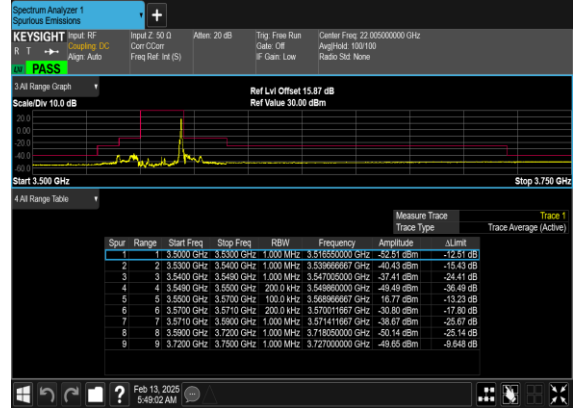 Spectrum Analyzer 1
Spurious Emissions
+
KEYSIGHT Input: RF Input Z: 50 Ω Atten: 20 dB Trig: Free Run Center Freq: 22.005000000 GHz
R T Coupling: DC Corr CCorr Gate: Off Avg|Hold: 100/100
Align: Auto Freq Ref: Int (S) IF Gain: Low Radio Std: None
PASS
3 All Range Graph
Ref Lvl Offset 15.87 dB
Scale/Div 10.0 dB Ref Value 30.00 dBm
20.0
0.00
-20.0
-40.0
-60.0
Start 3.500 GHz Stop 3.750 GHz
4 All Range Table
Measure Trace Trace 1
Trace Type Trace Average (Active)
Spur Range Start Freq Stop Freq RBW Frequency Amplitude ΔLimit
1 1 3.5000 GHz 3.5300 GHz 1.000 MHz 3.516550000 GHz -52.51 dBm -12.51 dB
2 2 3.5300 GHz 3.5400 GHz 1.000 MHz 3.539666667 GHz -40.43 dBm -15.43 dB
3 3 3.5400 GHz 3.5490 GHz 1.000 MHz 3.547005000 GHz -37.41 dBm -24.41 dB
4 4 3.5490 GHz 3.5500 GHz 200.0 kHz 3.549860000 GHz -49.49 dBm -36.49 dB
5 5 3.5500 GHz 3.5700 GHz 100.0 kHz 3.568966667 GHz 16.77 dBm -13.23 dB
6 6 3.5700 GHz 3.5710 GHz 200.0 kHz 3.570011667 GHz -30.80 dBm -17.80 dB
7 7 3.5710 GHz 3.5900 GHz 1.000 MHz 3.571411667 GHz -38.67 dBm -25.67 dB
8 8 3.5900 GHz 3.7200 GHz 1.000 MHz 3.718050000 GHz -50.14 dBm -25.14 dB
9 9 3.7200 GHz 3.7500 GHz 1.000 MHz 3.727000000 GHz -49.65 dBm -9.648 dB
? Feb 13, 2025
5:49:02 AM